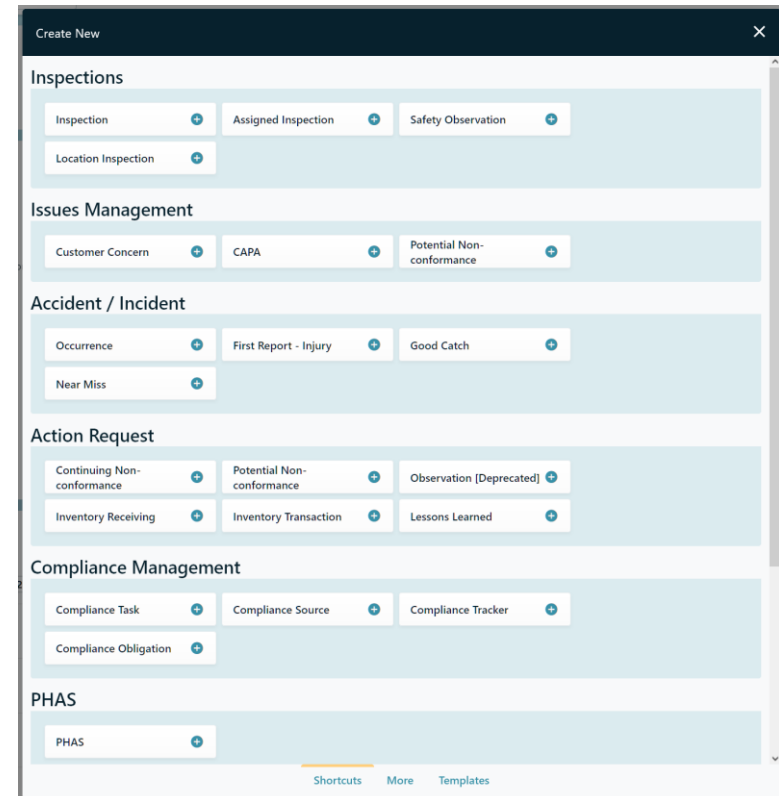 Create New
Inspections
Inspection
Assigned Inspection
Safety Observation
Location Inspection
Issues Management
Customer Concern
CAPA
Potential Non-
conformance
Accident / Incident
Occurrence
First Report - Injury
Good Catch
Near Miss
Action Request
Continuing Non-
conformance
Potential Non-
conformance
Observation [Deprecated]
Inventory Receiving
Inventory Transaction
Lessons Learned
Compliance Management
Compliance Task
Compliance Source
Compliance Tracker
Compliance Obligation
PHAS
PHAS
Shortcuts
More
Templates